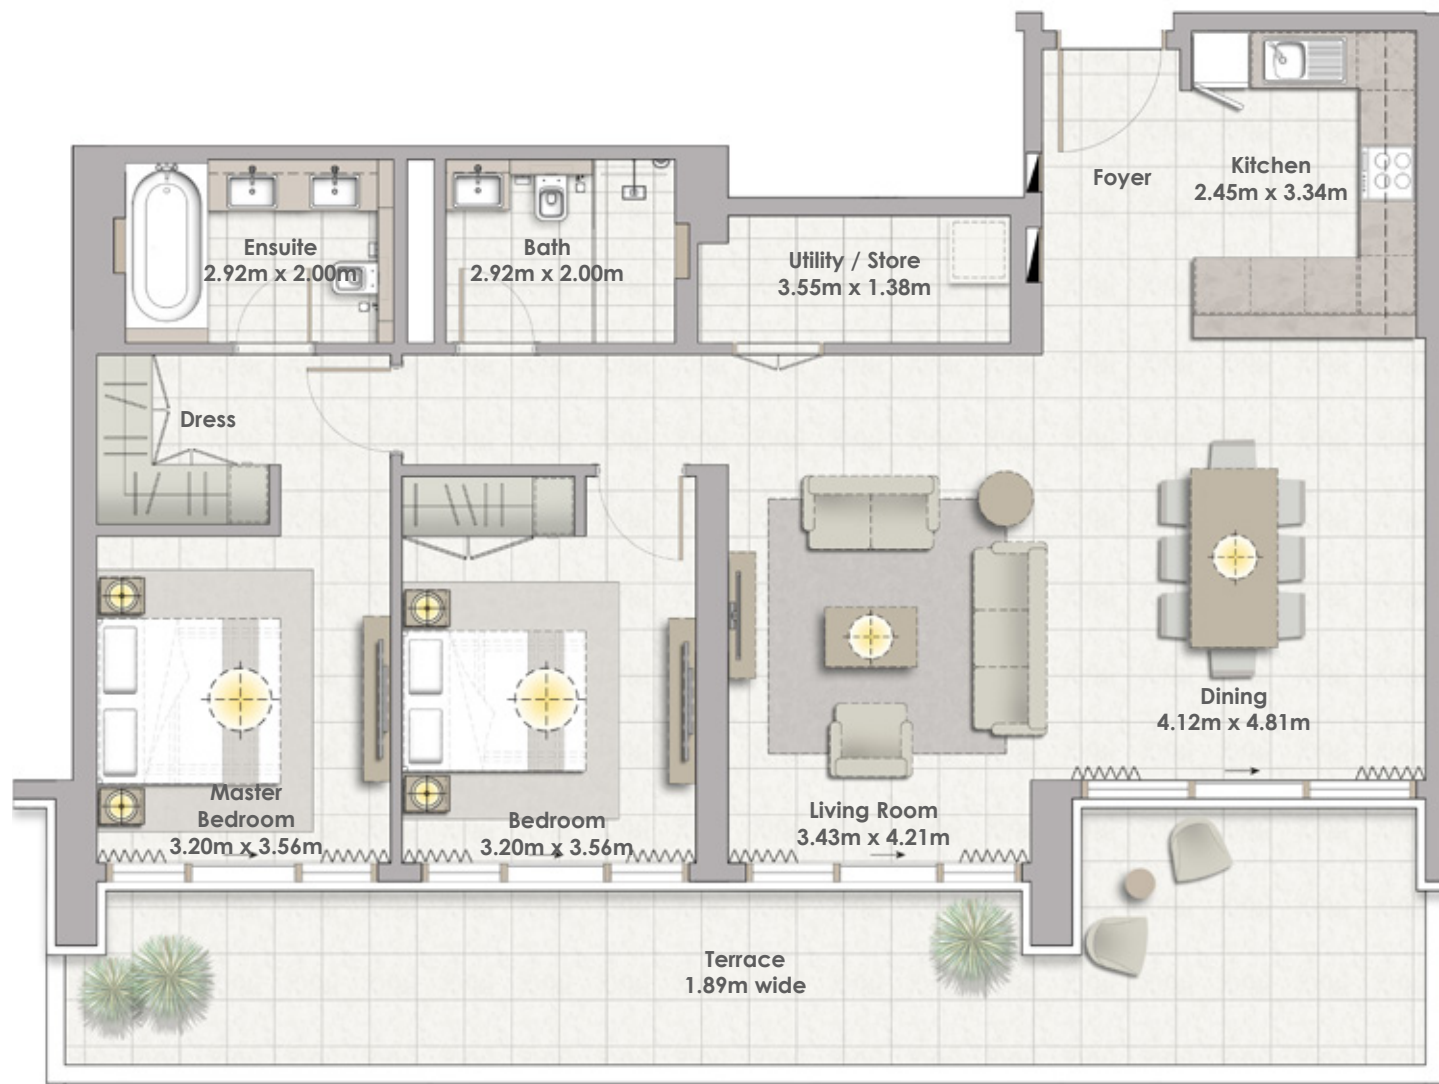 Foyer
Kitchen
2.45m x 3.34m
Ensuite
2.92m x 2.00m
Bath
2.92m x 2.00m
Utility / Store
3.55m x 1.38m
Dress
Dining
4.12m x 4.81m
Master
Bedroom
3.20m x 3.56m
Bedroom
3.20m x 3.56m
Living Room
3.43m x 4.21m
Terrace
1.89m wide